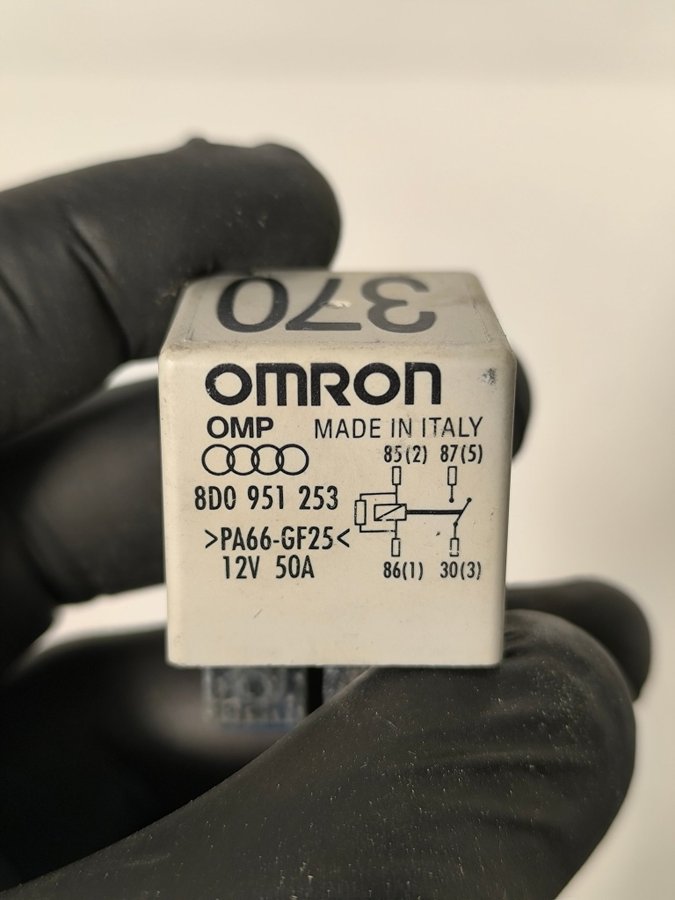 370
OMRON
OMP MADE IN ITALY
85(2) 87(5)
8D0 951 253
>PA66-GF25<
12V 50A 86(1) 30(3)